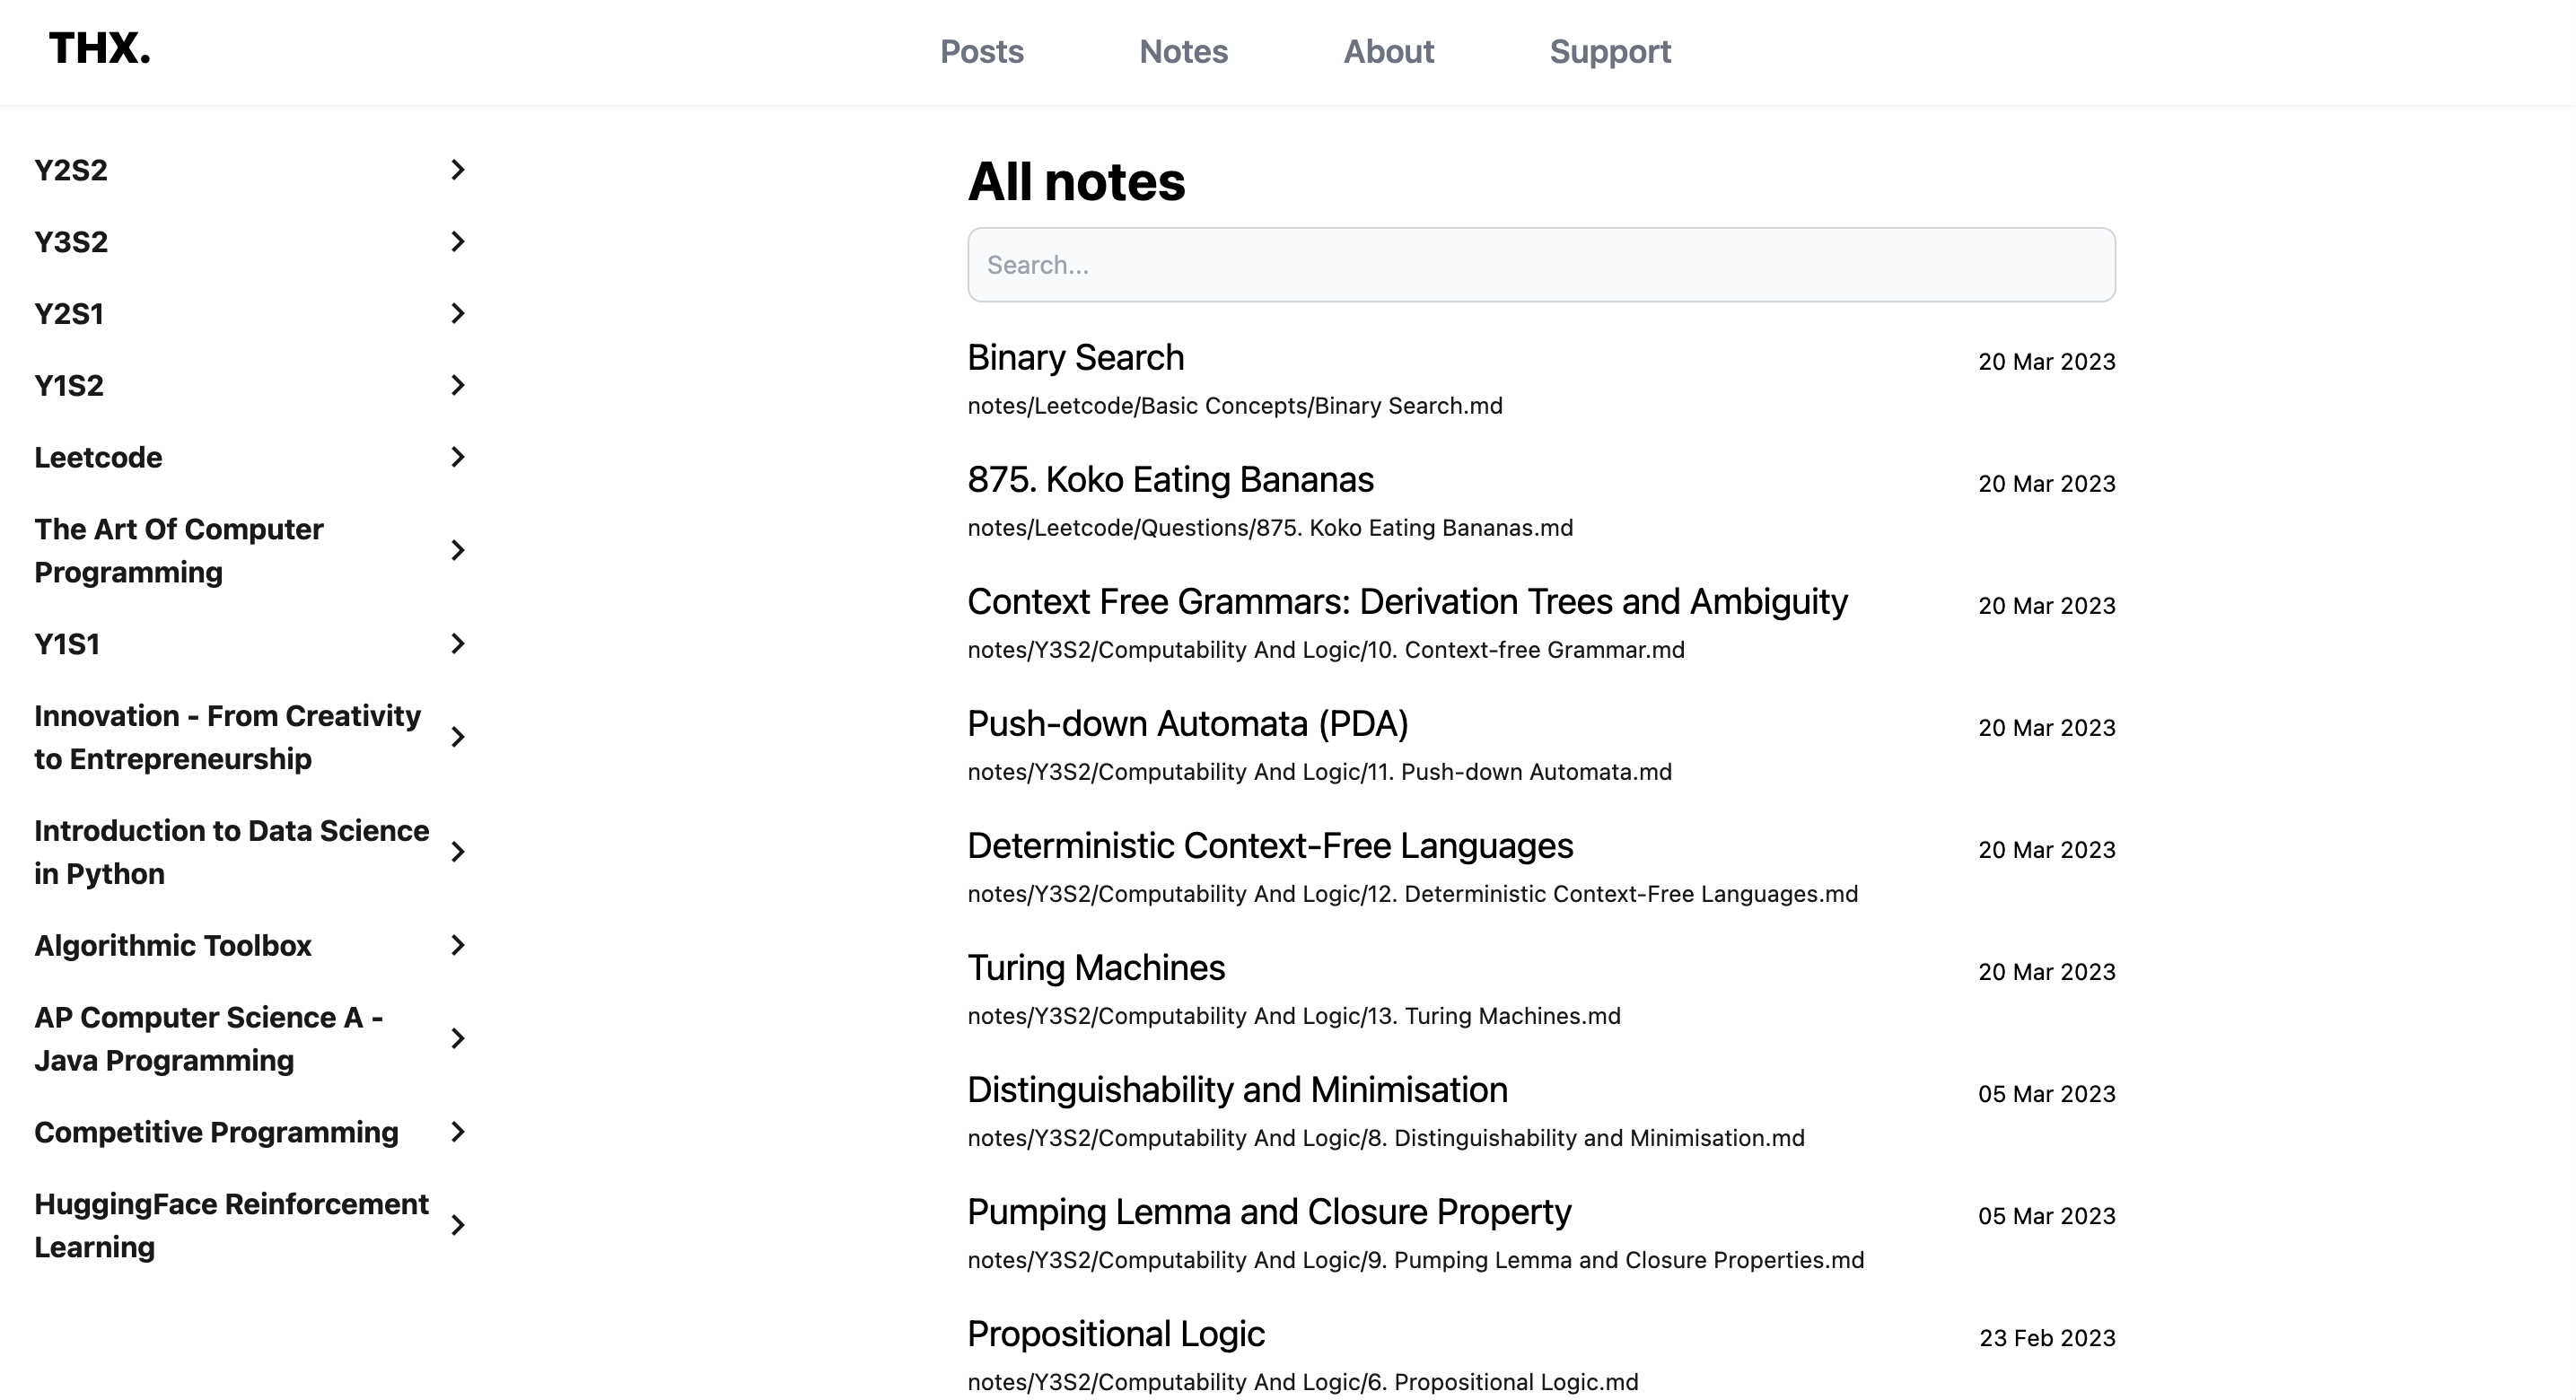 THX.
Posts
Notes
About
Support
Y2S2
Y3S2
Y2S1
Y1S2
Leetcode
The Art Of Computer
Programming
Y1S1
Innovation - From Creativity
to Entrepreneurship
Introduction to Data Science
in Python
Algorithmic Toolbox
AP Computer Science A -
Java Programming
Competitive Programming
HuggingFace Reinforcement
Learning
All notes
Search...
Binary Search
20 Mar 2023
notes/Leetcode/Basic Concepts/Binary Search.md
875. Koko Eating Bananas
20 Mar 2023
notes/Leetcode/Questions/875. Koko Eating Bananas.md
Context Free Grammars: Derivation Trees and Ambiguity
20 Mar 2023
notes/Y3S2/Computability And Logic/10. Context-free Grammar.md
Push-down Automata (PDA)
20 Mar 2023
notes/Y3S2/Computability And Logic/11. Push-down Automata.md
Deterministic Context-Free Languages
20 Mar 2023
notes/Y3S2/Computability And Logic/12. Deterministic Context-Free Languages.md
Turing Machines
20 Mar 2023
notes/Y3S2/Computability And Logic/13. Turing Machines.md
Distinguishability and Minimisation
05 Mar 2023
notes/Y3S2/Computability And Logic/8. Distinguishability and Minimisation.md
Pumping Lemma and Closure Property
05 Mar 2023
notes/Y3S2/Computability And Logic/9. Pumping Lemma and Closure Properties.md
Propositional Logic
23 Feb 2023
notes/Y3S2/Computability And Logic/6. Propositional Logic.md